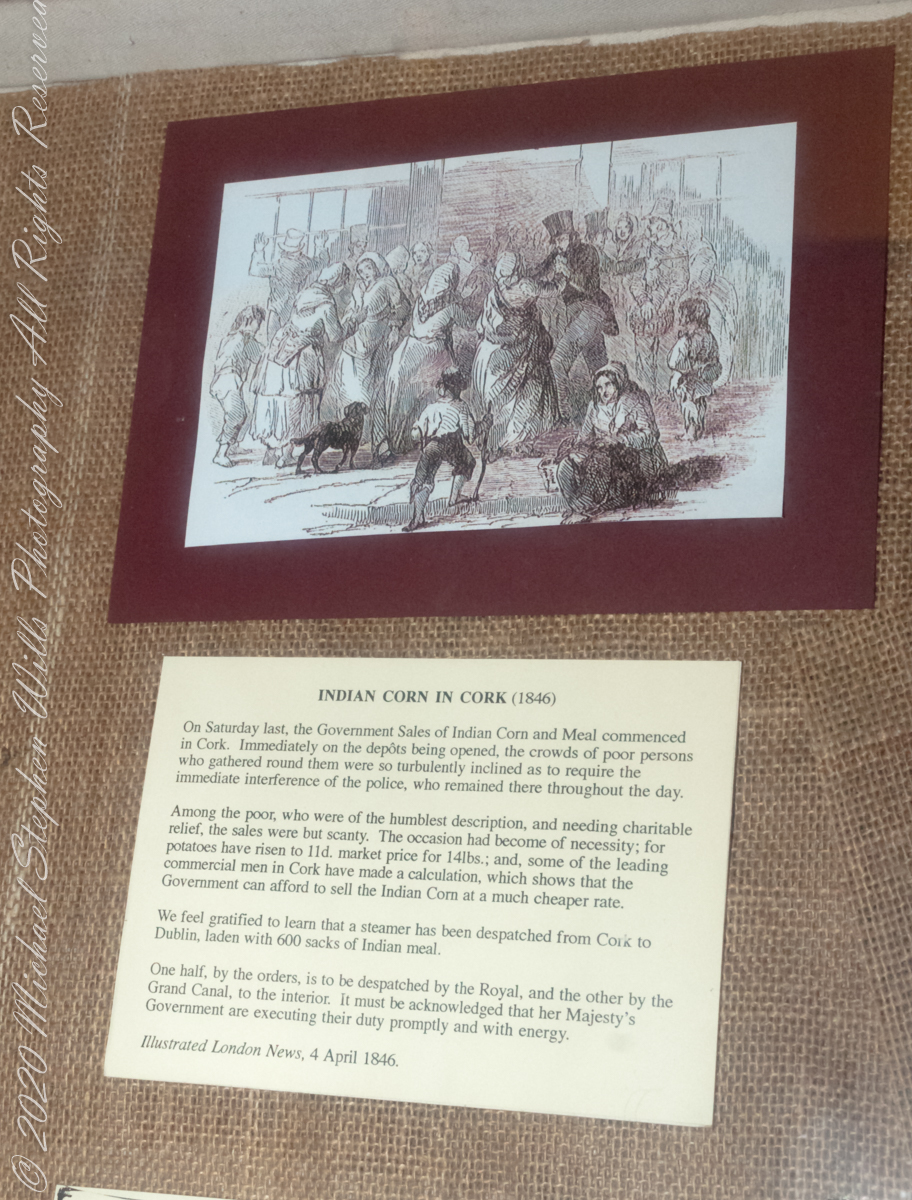 © 2020 Michael Stephen Wills Photography All Rights Reserved
INDIAN CORN IN CORK (1846)
On Saturday last, the Government Sales of Indian Corn and Meal commenced
in Cork. Immediately on the depôts being opened, the crowds of poor persons
who gathered round them were so turbulently inclined as to require the
immediate interference of the police, who remained there throughout the day.
Among the poor, who were of the humblest description, and needing charitable
relief, the sales were but scanty. The occasion had become of necessity; for
potatoes have risen to 11d. market price for 14lbs.; and, some of the leading
commercial men in Cork have made a calculation, which shows that the
Government can afford to sell the Indian Corn at a much cheaper rate.
We feel gratified to learn that a steamer has been despatched from Cork to
Dublin, laden with 600 sacks of Indian meal.
One half, by the orders, is to be despatched by the Royal, and the other by the
Grand Canal, to the interior. It must be acknowledged that her Majesty's
Government are executing their duty promptly and with energy.
Illustrated London News, 4 April 1846.